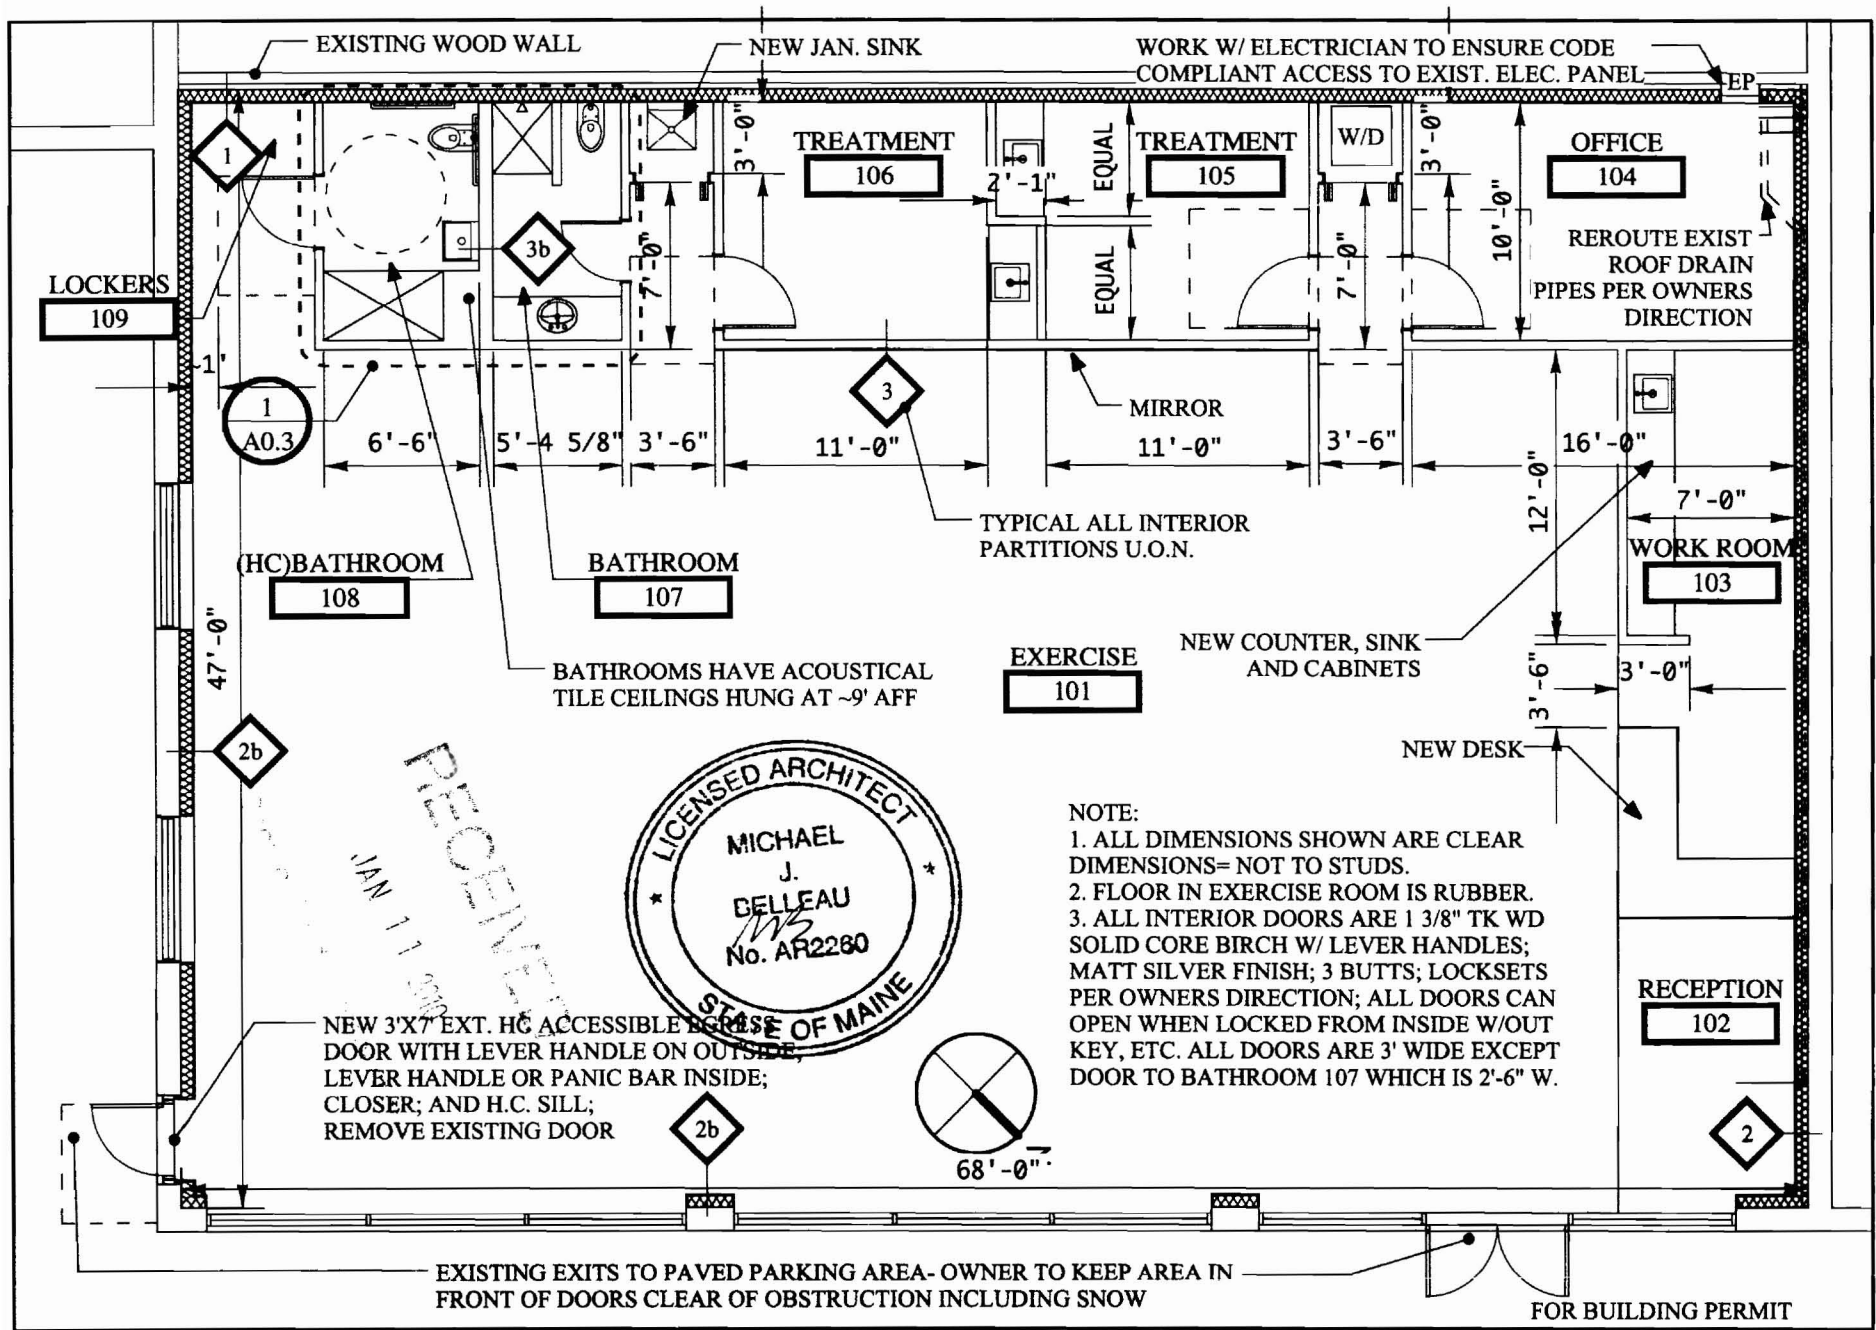 EXISTING WOOD WALL
NEW JAN. SINK
WORK W/ ELECTRICIAN TO ENSURE CODE
COMPLIANT ACCESS TO EXIST. ELEC. PANEL
EP
1
3'-0"
TREATMENT
106
2'-1"
EQUAL
EQUAL
TREATMENT
105
W/D
3'-0"
OFFICE
104
10'-0"
REROUTE EXIST
ROOF DRAIN
PIPES PER OWNERS
DIRECTION
3b
7'-0"
7'-0"
LOCKERS
109
~1'
1
A0.3
6'-6"
5'-4 5/8"
3'-6"
11'-0"
3
MIRROR
11'-0"
3'-6"
16'-0"
12'-0"
7'-0"
TYPICAL ALL INTERIOR
PARTITIONS U.O.N.
WORK ROOM
103
(HC)BATHROOM
108
BATHROOM
107
47'-0"
BATHROOMS HAVE ACOUSTICAL
TILE CEILINGS HUNG AT ~9' AFF
EXERCISE
101
NEW COUNTER, SINK
AND CABINETS
3'-6"
3'-0"
2b
NEW DESK
RECEIVED
JAN 11
LICENSED ARCHITECT
MICHAEL
J.
BELLEAU
No. AR2260
STATE OF MAINE
NOTE:
1. ALL DIMENSIONS SHOWN ARE CLEAR
DIMENSIONS= NOT TO STUDS.
2. FLOOR IN EXERCISE ROOM IS RUBBER.
3. ALL INTERIOR DOORS ARE 1 3/8" TK WD
SOLID CORE BIRCH W/ LEVER HANDLES;
MATT SILVER FINISH; 3 BUTTS; LOCKSETS
PER OWNERS DIRECTION; ALL DOORS CAN
OPEN WHEN LOCKED FROM INSIDE W/OUT
KEY, ETC. ALL DOORS ARE 3' WIDE EXCEPT
DOOR TO BATHROOM 107 WHICH IS 2'-6" W.
RECEPTION
102
NEW 3'X7' EXT. HC ACCESSIBLE EGRESS
DOOR WITH LEVER HANDLE ON OUTSIDE,
LEVER HANDLE OR PANIC BAR INSIDE;
CLOSER; AND H.C. SILL;
REMOVE EXISTING DOOR
2b
68'-0"
2
EXISTING EXITS TO PAVED PARKING AREA- OWNER TO KEEP AREA IN
FRONT OF DOORS CLEAR OF OBSTRUCTION INCLUDING SNOW
FOR BUILDING PERMIT